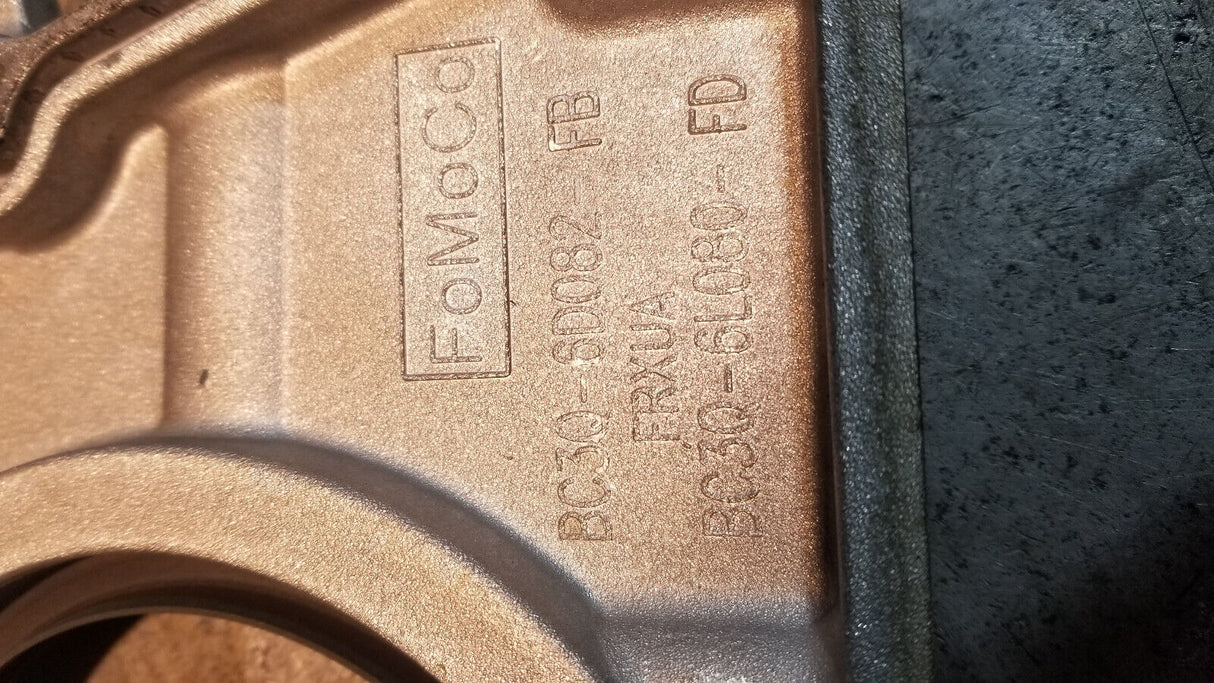 FoMoCo
BC3Q-6D082-FB
FRXUA
BC3Q-6L080-FD